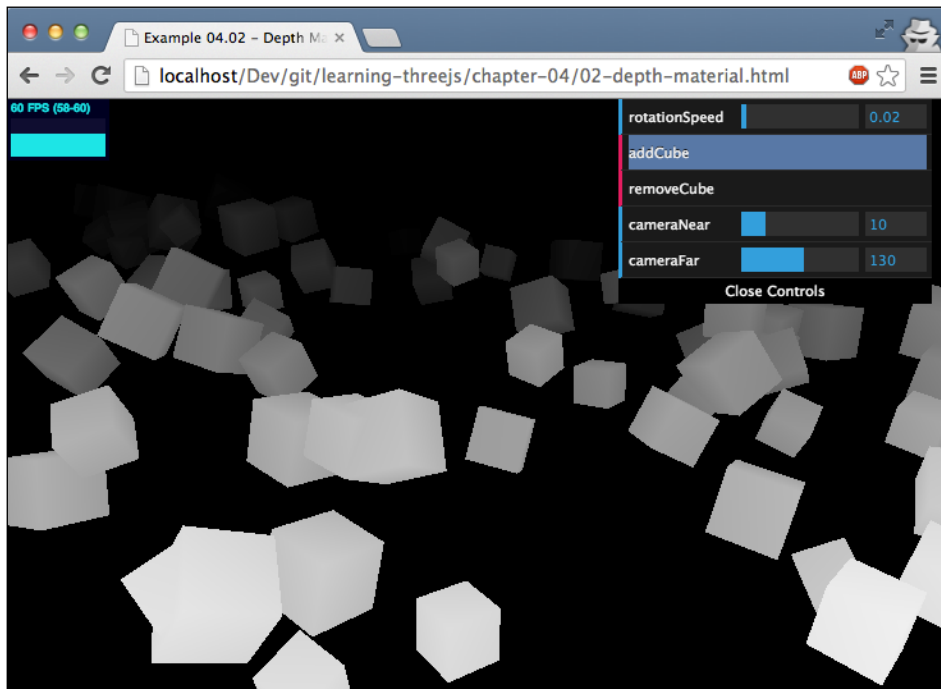 Example 04.02 - Depth Ma
localhost/Dev/git/learning-threejs/chapter-04/02-depth-material.html
ABP
60 FPS (58-60)
rotationSpeed 0.02
addCube
removeCube
cameraNear 10
cameraFar 130
Close Controls